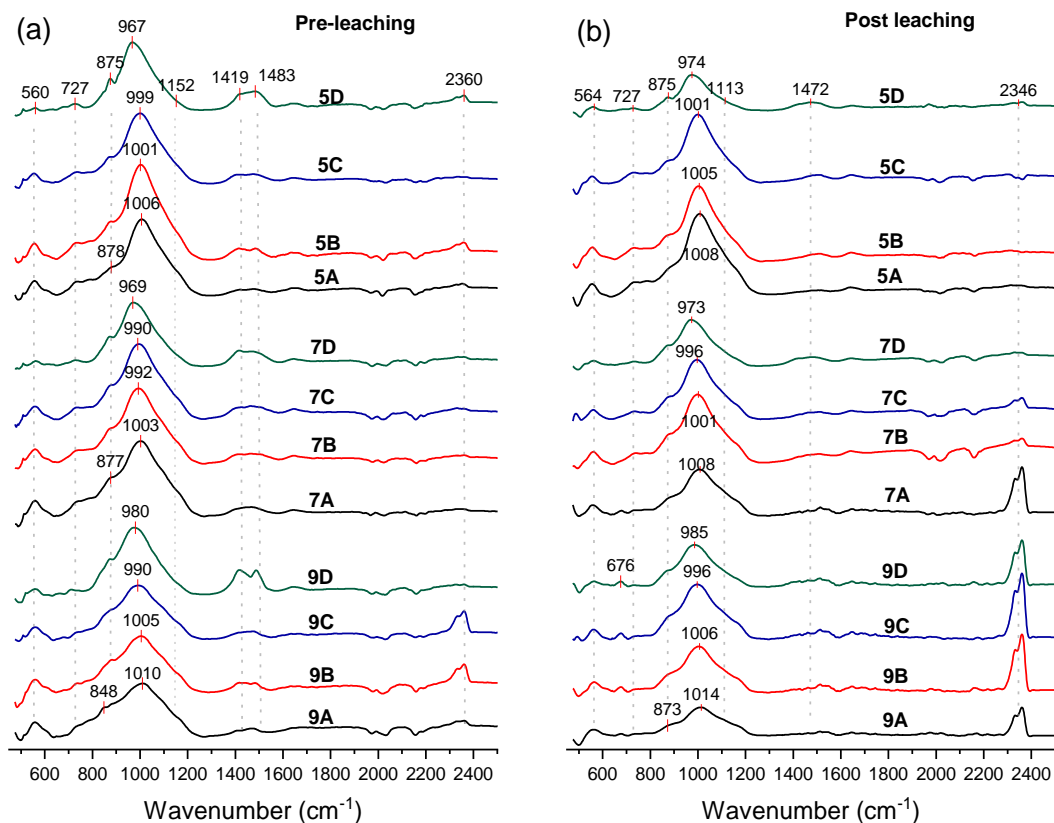 (a) Pre-leaching
967
875
560 727 1152 1419 1483 2360
5D
999
5C
1001
5B
1006
878
5A
969
7D
990
7C
992
7B
1003
877
7A
980
9D
990
9C
1005
9B
1010
848
9A
600 800 1000 1200 1400 1600 1800 2000 2200 2400
Wavenumber (cm-1)
(b) Post leaching
974
564 727 875 1113 1472 2346
5D
1001
5C
1005
5B
1008
5A
973
7D
996
7C
1001
7B
1008
7A
985
676
9D
996
9C
1006
9B
873 1014
9A
600 800 1000 1200 1400 1600 1800 2000 2200 2400
Wavenumber (cm-1)